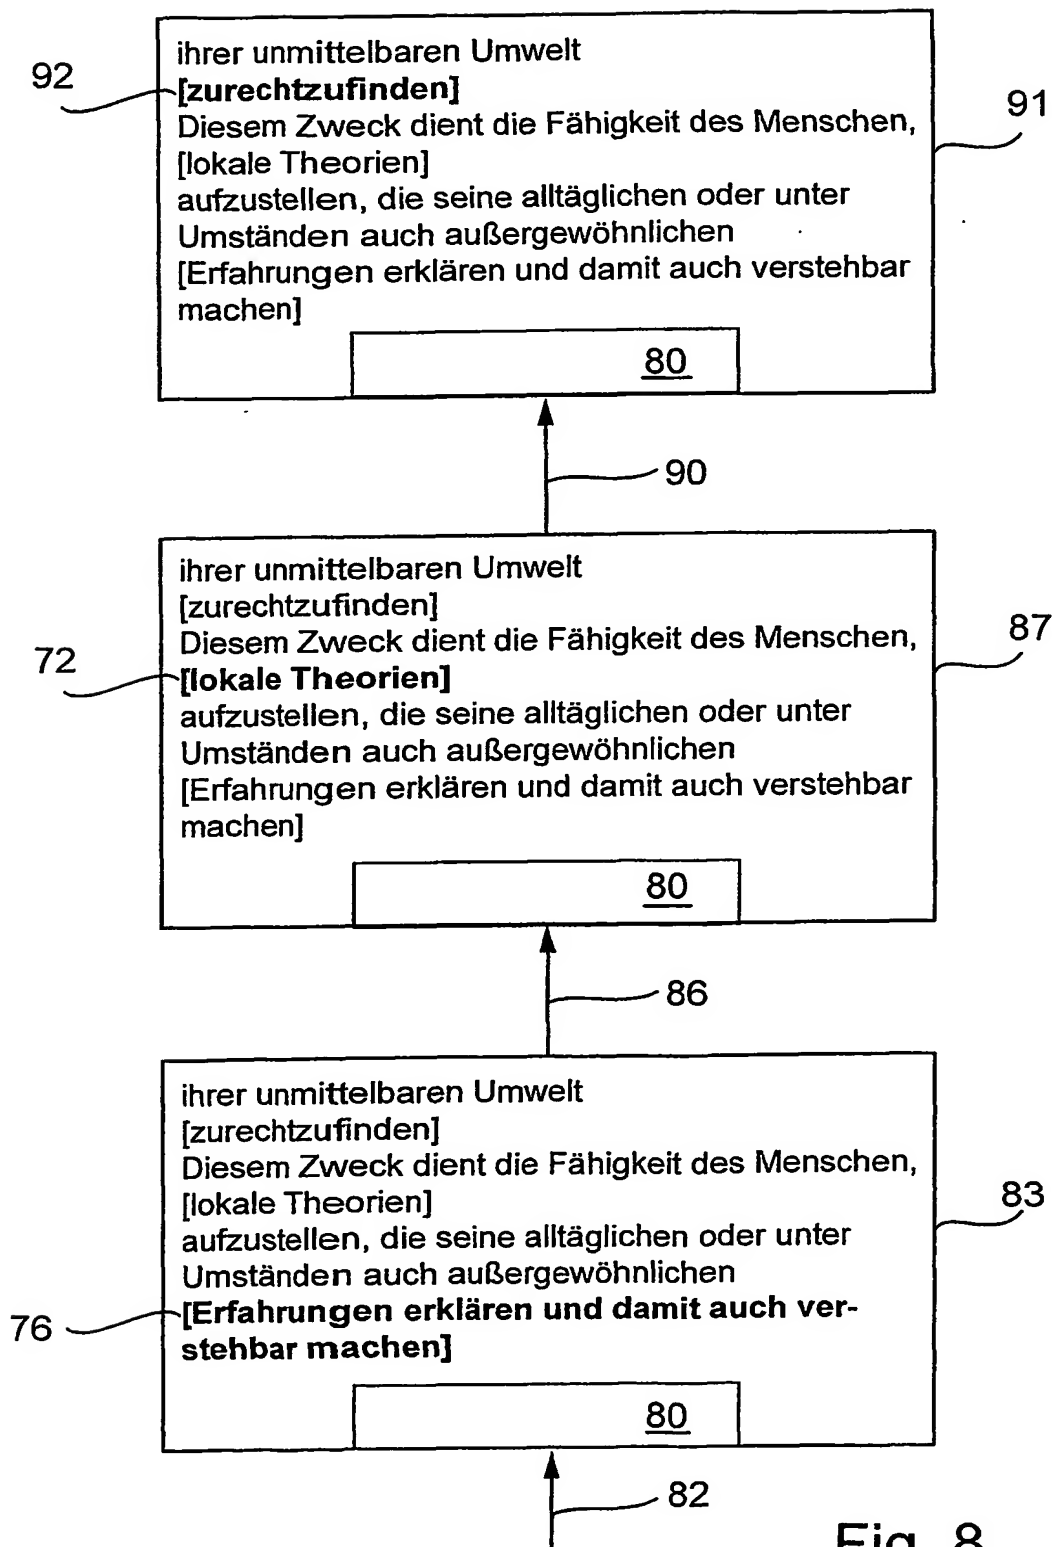 ihrer unmittelbaren Umwelt
92
[zurechtzufinden]
91
Diesem Zweck dient die Fähigkeit des Menschen,
[lokale Theorien]
aufzustellen, die seine alltäglichen oder unter
Umständen auch außergewöhnlichen
[Erfahrungen erklären und damit auch verstehbar
machen]
80
90
ihrer unmittelbaren Umwelt
[zurechtzufinden]
87
Diesem Zweck dient die Fähigkeit des Menschen,
72
[lokale Theorien]
aufzustellen, die seine alltäglichen oder unter
Umständen auch außergewöhnlichen
[Erfahrungen erklären und damit auch verstehbar
machen]
80
86
ihrer unmittelbaren Umwelt
[zurechtzufinden]
Diesem Zweck dient die Fähigkeit des Menschen,
83
[lokale Theorien]
aufzustellen, die seine alltäglichen oder unter
Umständen auch außergewöhnlichen
76
[Erfahrungen erklären und damit auch ver-
stehbar machen]
80
82
Fig. 8